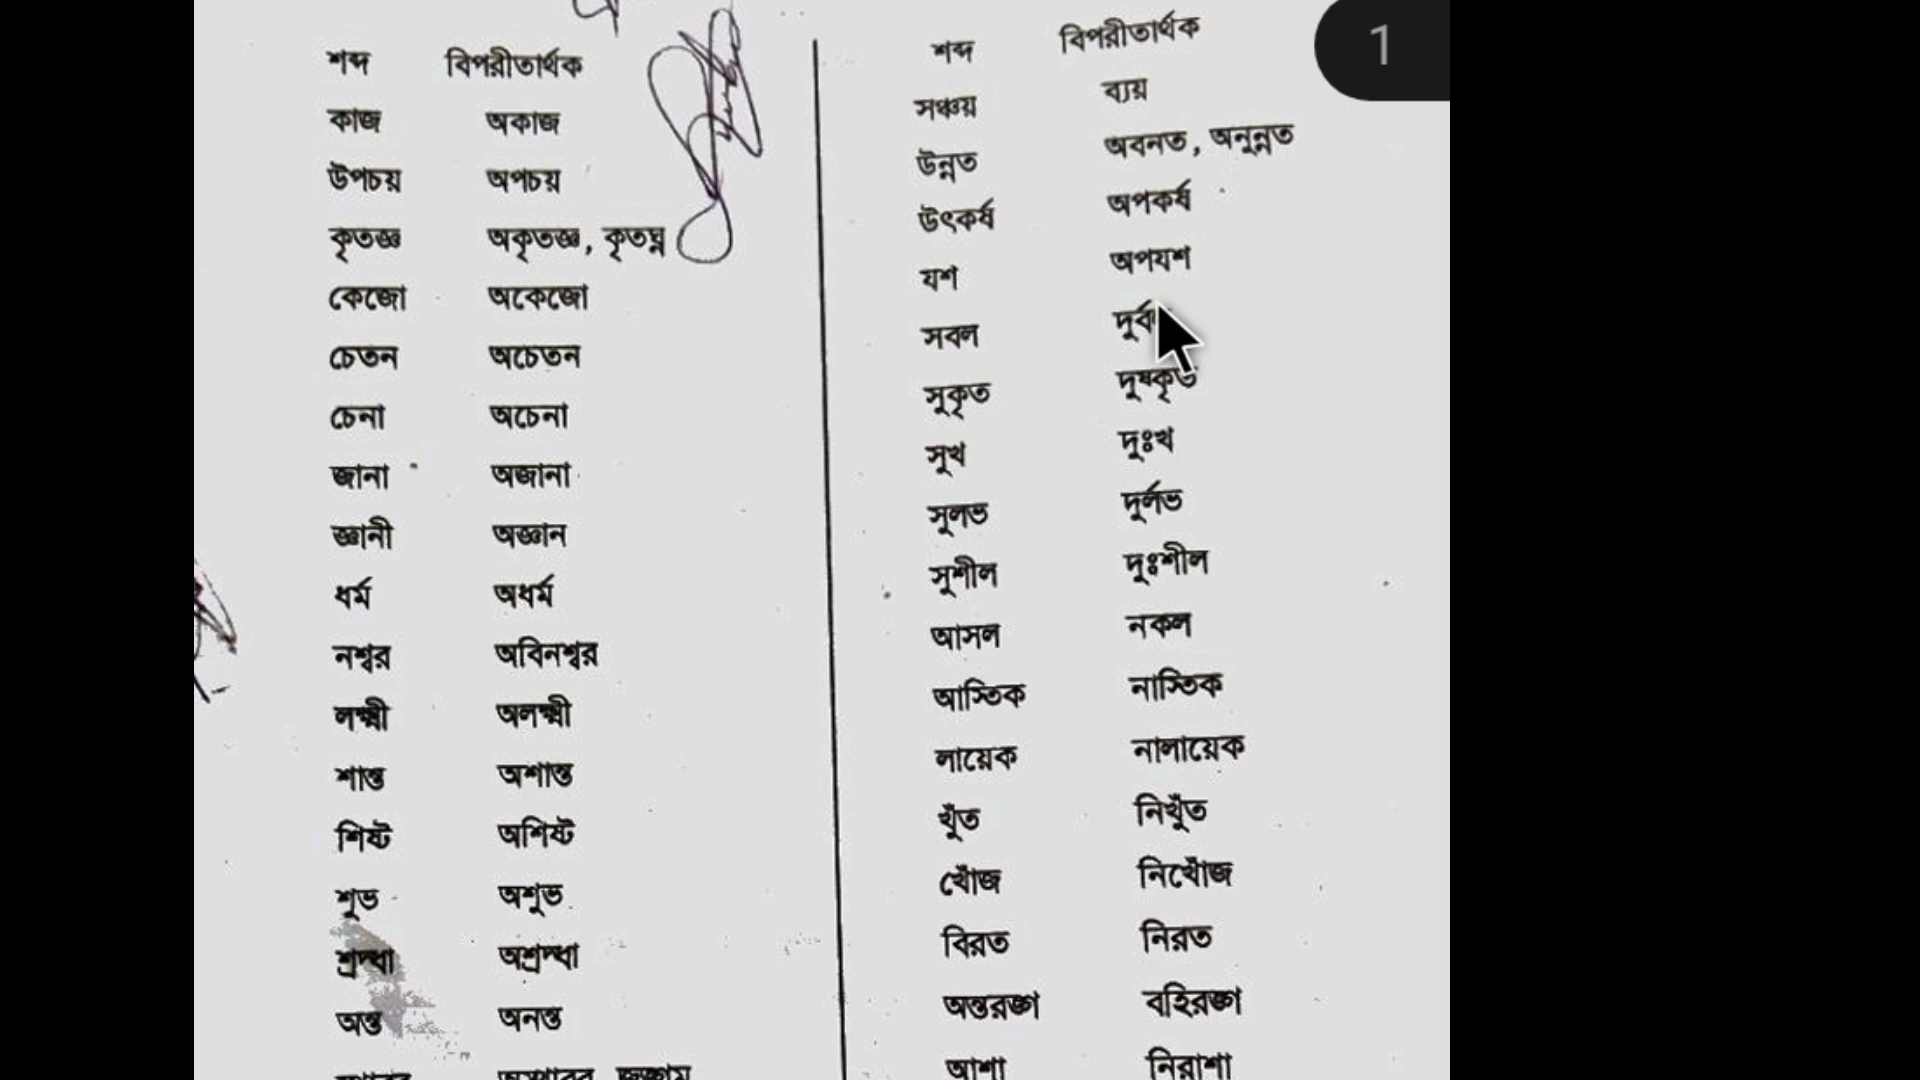 শব্দ বিপরীতার্থক
কাজ অকাজ
উপচয় অপচয়
কৃতজ্ঞ অকৃতজ্ঞ, কৃতঘ্ন
কেজো অকেজো
চেতন অচেতন
চেনা অচেনা
জানা অজানা
জ্ঞানী অজ্ঞান
ধর্ম অধর্ম
নশ্বর অবিনশ্বর
লক্ষ্মী অলক্ষ্মী
শান্ত অশান্ত
শিষ্ট অশিষ্ট
শুভ অশুভ
শ্রদ্ধা অশ্রদ্ধা
অন্ত অনন্ত
শব্দ বিপরীতার্থক
সঞ্চয় ব্যয়
উন্নত অবনত, অনুন্নত
উৎকর্ষ অপকর্ষ
যশ অপযশ
সবল
সুকৃত দুষ্কৃত
সুখ দুঃখ
সুলভ দুর্লভ
সুশীল দুঃশীল
আসল নকল
আস্তিক নাস্তিক
লায়েক নালায়েক
খুঁত নিখুঁত
খোঁজ নিখোঁজ
বিরত নিরত
অন্তরঙ্গ বহিরঙ্গ
আশা নিরাশা
1